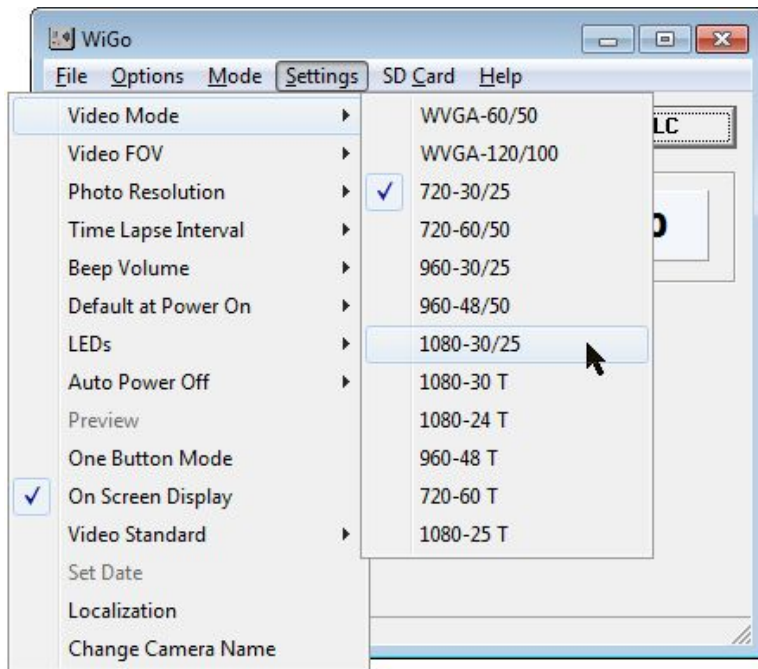 WiGo
File Options Mode Settings SD Card Help
Video Mode
Video FOV
Photo Resolution
Time Lapse Interval
Beep Volume
Default at Power On
LEDs
Auto Power Off
Preview
One Button Mode
On Screen Display
Video Standard
Set Date
Localization
Change Camera Name
WVGA-60/50
WVGA-120/100
720-30/25
720-60/50
960-30/25
960-48/50
1080-30/25
1080-30 T
1080-24 T
960-48 T
720-60 T
1080-25 T
LC